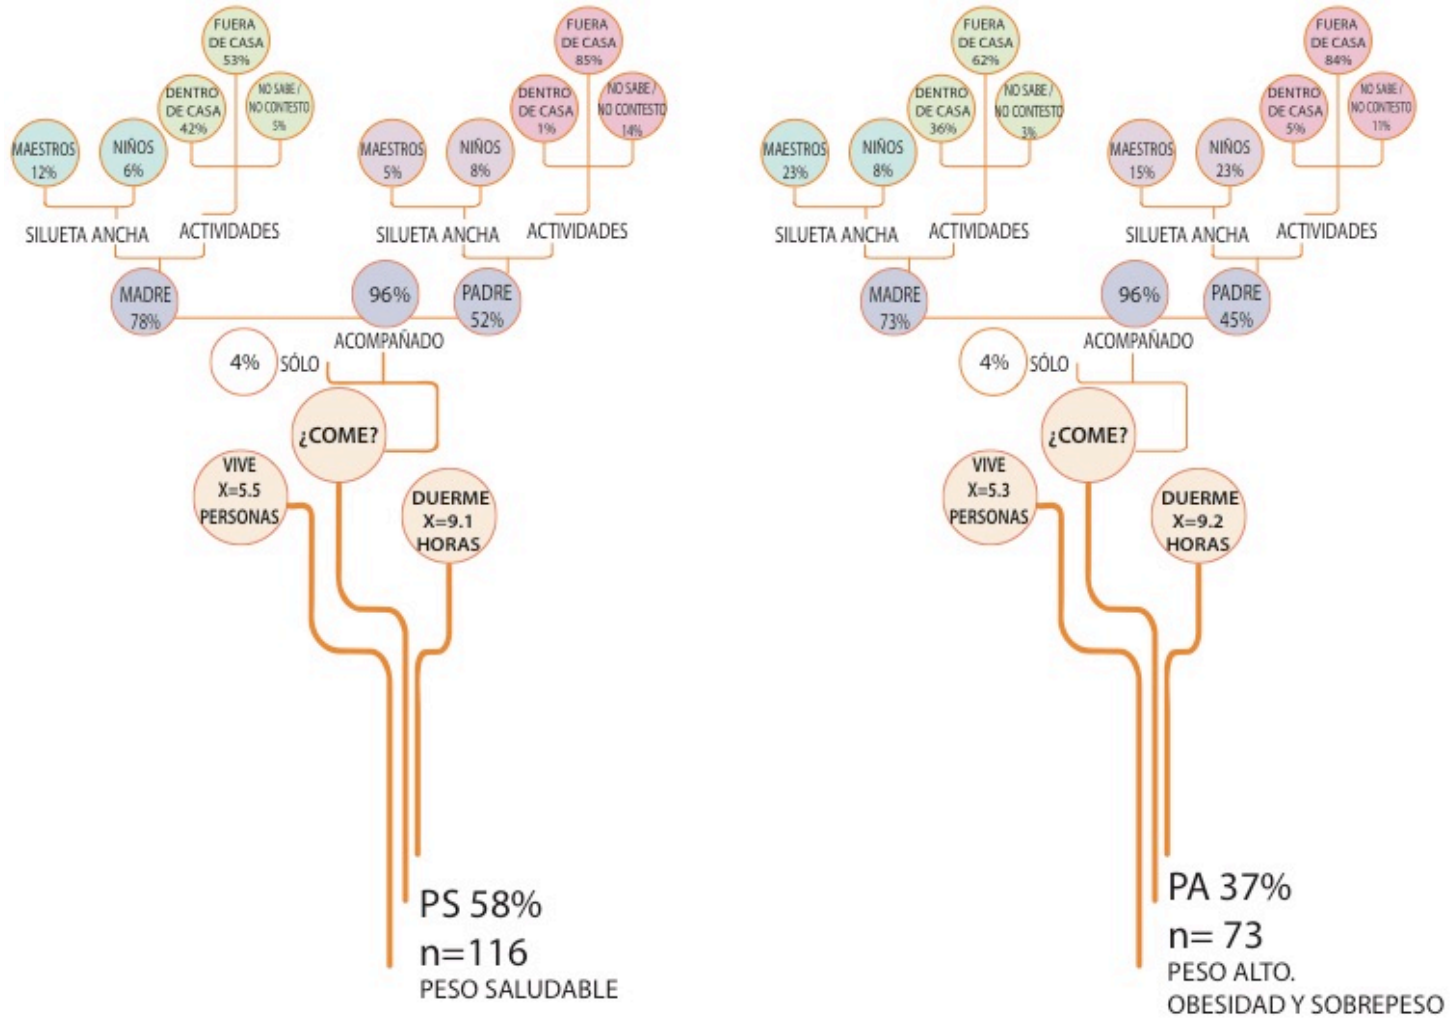 FUERA
DE CASA
53%
DENTRO
DE CASA
42%
NO SABE /
NO CONTESTO
5%
MAESTROS
12%
NIÑOS
6%
SILUETA ANCHA
ACTIVIDADES
FUERA
DE CASA
85%
DENTRO
DE CASA
1%
NO SABE /
NO CONTESTO
14%
MAESTROS
5%
NIÑOS
8%
SILUETA ANCHA
ACTIVIDADES
MADRE
78%
96%
PADRE
52%
ACOMPAÑADO
4%
SÓLO
¿COME?
VIVE
X=5.5
PERSONAS
DUERME
X=9.1
HORAS
PS 58%
n=116
PESO SALUDABLE
FUERA
DE CASA
62%
DENTRO
DE CASA
36%
NO SABE /
NO CONTESTO
3%
MAESTROS
23%
NIÑOS
8%
SILUETA ANCHA
ACTIVIDADES
FUERA
DE CASA
84%
DENTRO
DE CASA
5%
NO SABE /
NO CONTESTO
11%
MAESTROS
15%
NIÑOS
23%
SILUETA ANCHA
ACTIVIDADES
MADRE
73%
96%
PADRE
45%
ACOMPAÑADO
4%
SÓLO
¿COME?
VIVE
X=5.3
PERSONAS
DUERME
X=9.2
HORAS
PA 37%
n= 73
PESO ALTO.
OBESIDAD Y SOBREPESO